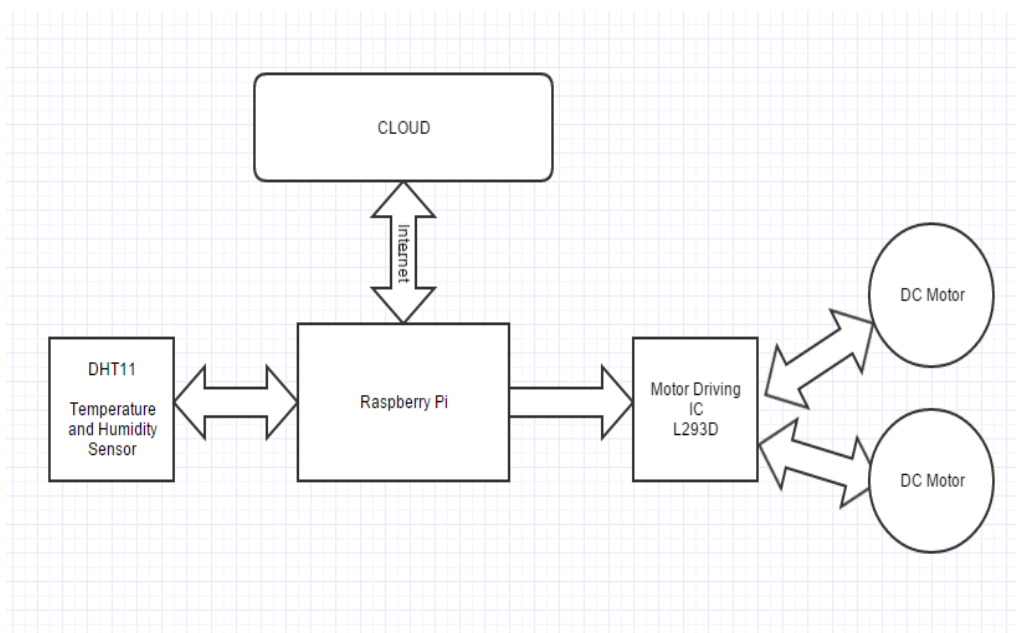 CLOUD
Internet
DHT11
Temperature
and Humidity
Sensor
Raspberry Pi
Motor Driving
IC
L293D
DC Motor
DC Motor